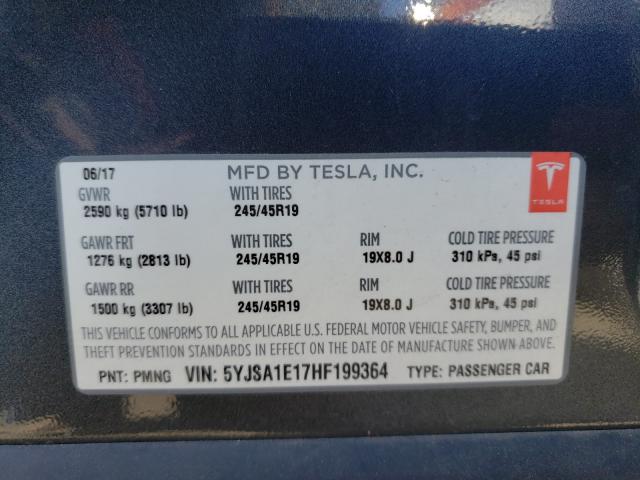 06/17 MFD BY TESLA, INC.
GVWR WITH TIRES
2590 kg (5710 lb) 245/45R19
TESLA
GAWR FRT WITH TIRES RIM COLD TIRE PRESSURE
1276 kg (2813 lb) 245/45R19 19X8.0 J 310 kPa, 45 psi
GAWR RR WITH TIRES RIM COLD TIRE PRESSURE
1500 kg (3307 lb) 245/45R19 19X8.0 J 310 kPa, 45 psi
THIS VEHICLE CONFORMS TO ALL APPLICABLE U.S. FEDERAL MOTOR VEHICLE SAFETY, BUMPER, AND
THEFT PREVENTION STANDARDS IN EFFECT ON THE DATE OF MANUFACTURE SHOWN ABOVE.
PNT: PMNG VIN: 5YJSA1E17HF199364 TYPE: PASSENGER CAR